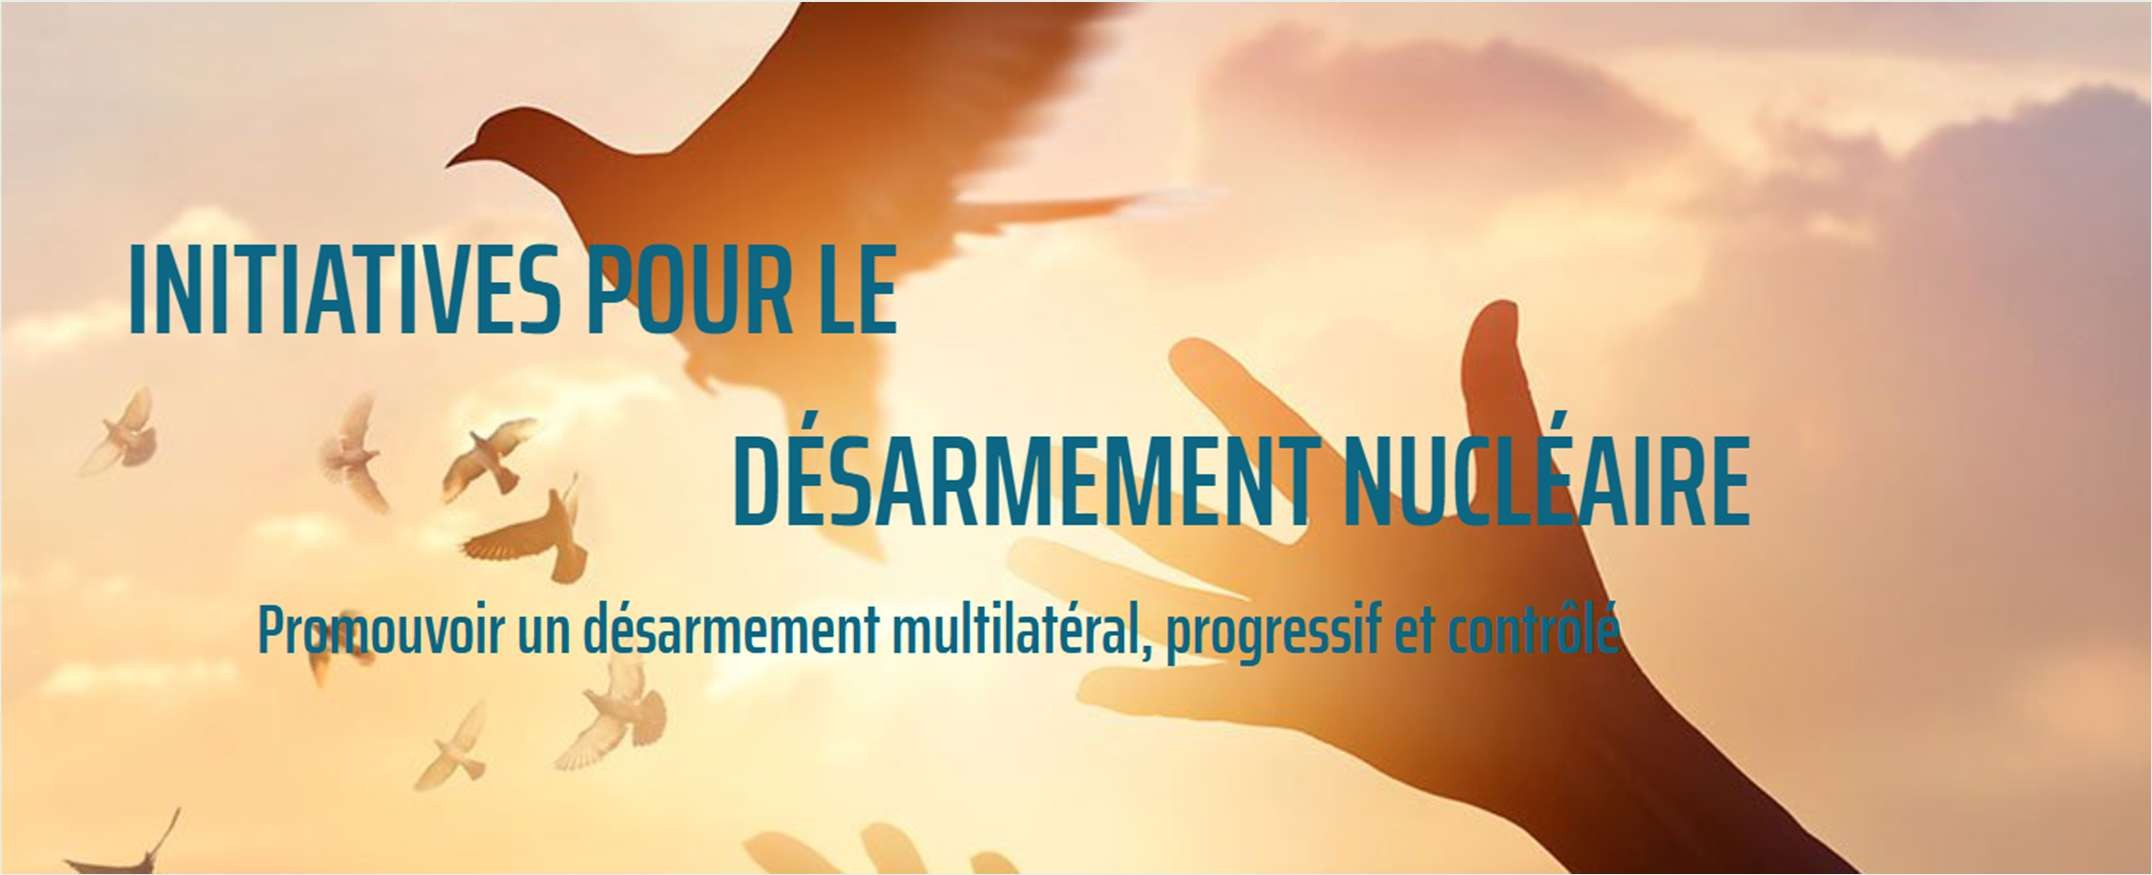 INITIATIVES POUR LE
DÉSARMEMENT NUCLÉAIRE
Promouvoir un désarmement multilatéral, progressif et contrôlé